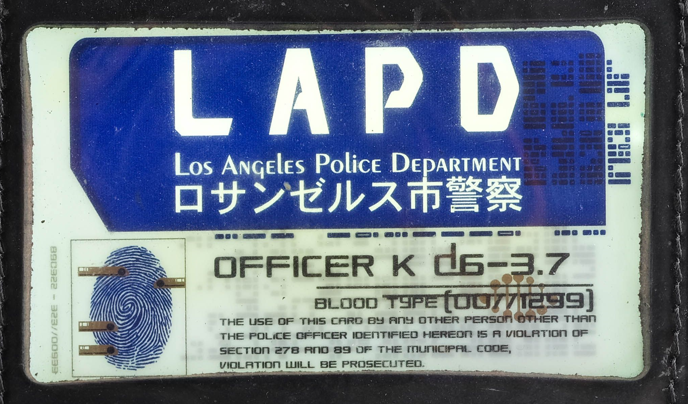 LAPD
Los Angeles Police Department
ロサンゼルス市警察
OFFICER K d6-3.7
BLOOD TYPE (007/1299)
THE USE OF THIS CARD BY ANY OTHER PERSON OTHER THAN
THE POLICE OFFICER IDENTIFIED HEREON IS A VIOLATION OF
SECTION 278 AND 89 OF THE MUNICIPAL CODE,
VIOLATION WILL BE PROSECUTED.